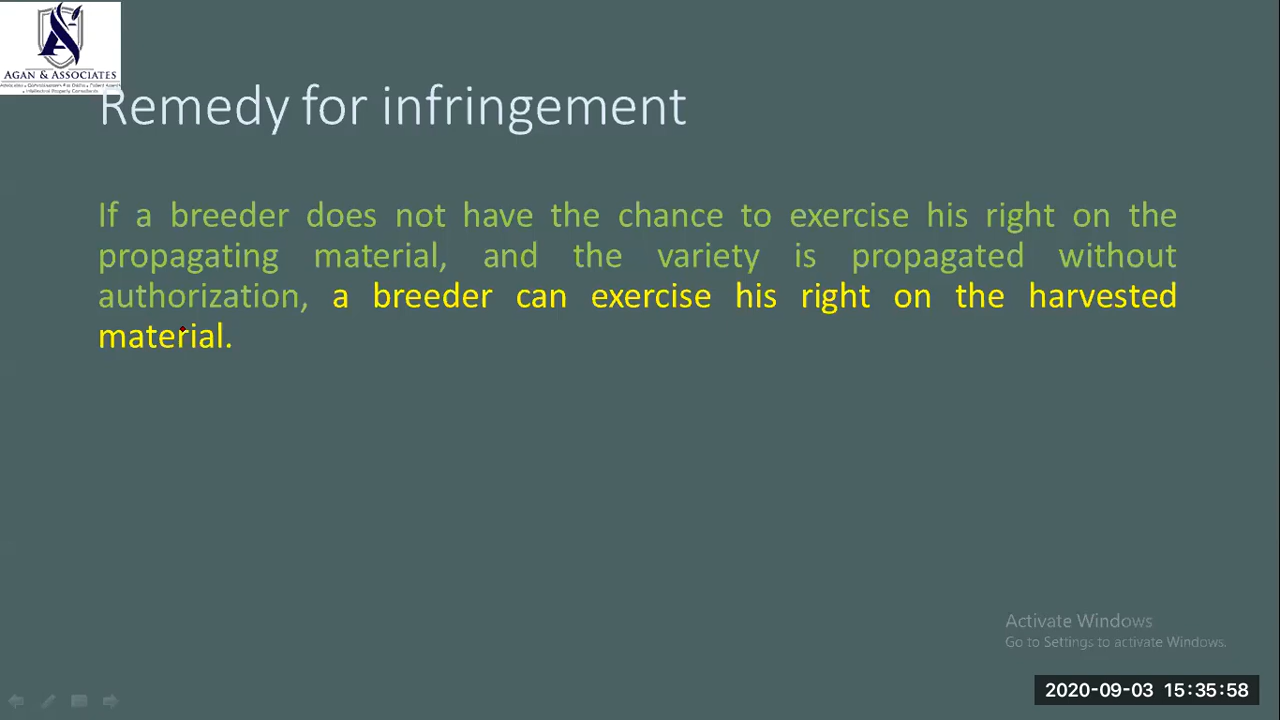 AGAN & ASSOCIATES
Remedy for infringement
If a breeder does not have the chance to exercise his right on the
propagating material, and the variety is propagated without
authorization, a breeder can exercise his right on the harvested
material.
Activate Windows
Go to Settings to activate Windows.
2020-09-03 15:35:58